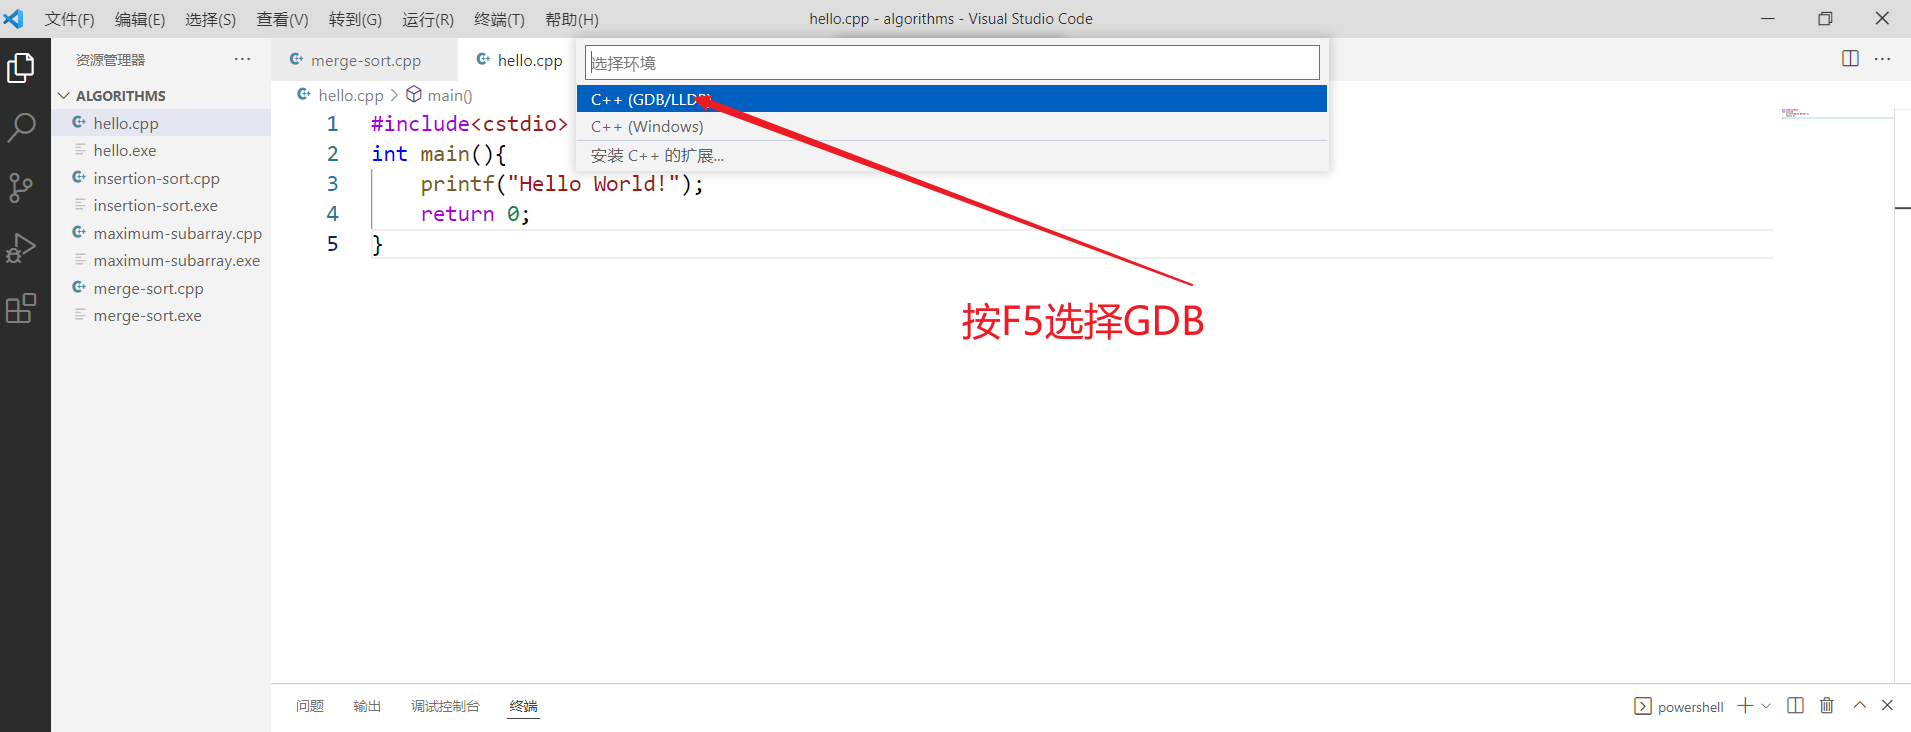 文件(F) 编辑(E) 选择(S) 查看(V) 转到(G) 运行(R) 终端(T) 帮助(H) hello.cpp - algorithms - Visual Studio Code
资源管理器 ···
merge-sort.cpp hello.cpp
选择环境
ALGORITHMS
hello.cpp
hello.exe
insertion-sort.cpp
insertion-sort.exe
maximum-subarray.cpp
maximum-subarray.exe
merge-sort.cpp
merge-sort.exe
hello.cpp > main()
C++ (GDB/LLDB)
C++ (Windows)
安装 C++ 的扩展...
1 #include<cstdio>
2 int main(){
3 printf("Hello World!");
4 return 0;
5 }
按F5选择GDB
问题 输出 调试控制台 终端 powershell